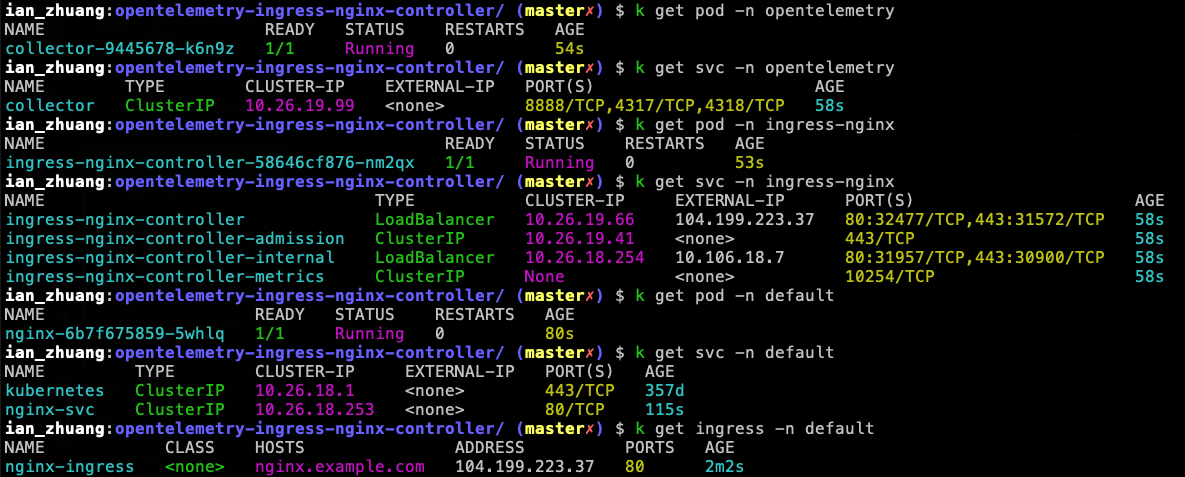 ian_zhuang:opentelemetry-ingress-nginx-controller/ (master✗) $ k get pod -n opentelemetry
NAME READY STATUS RESTARTS AGE
collector-9445678-k6n9z 1/1 Running 0 54s
ian_zhuang:opentelemetry-ingress-nginx-controller/ (master✗) $ k get svc -n opentelemetry
NAME TYPE CLUSTER-IP EXTERNAL-IP PORT(S) AGE
collector ClusterIP 10.26.19.99 <none> 8888/TCP,4317/TCP,4318/TCP 58s
ian_zhuang:opentelemetry-ingress-nginx-controller/ (master✗) $ k get pod -n ingress-nginx
NAME READY STATUS RESTARTS AGE
ingress-nginx-controller-58646cf876-nm2qx 1/1 Running 0 53s
ian_zhuang:opentelemetry-ingress-nginx-controller/ (master✗) $ k get svc -n ingress-nginx
NAME TYPE CLUSTER-IP EXTERNAL-IP PORT(S) AGE
ingress-nginx-controller LoadBalancer 10.26.19.66 104.199.223.37 80:32477/TCP,443:31572/TCP 58s
ingress-nginx-controller-admission ClusterIP 10.26.19.41 <none> 443/TCP 58s
ingress-nginx-controller-internal LoadBalancer 10.26.18.254 10.106.18.7 80:31957/TCP,443:30900/TCP 58s
ingress-nginx-controller-metrics ClusterIP None <none> 10254/TCP 58s
ian_zhuang:opentelemetry-ingress-nginx-controller/ (master✗) $ k get pod -n default
NAME READY STATUS RESTARTS AGE
nginx-6b7f675859-5whlq 1/1 Running 0 80s
ian_zhuang:opentelemetry-ingress-nginx-controller/ (master✗) $ k get svc -n default
NAME TYPE CLUSTER-IP EXTERNAL-IP PORT(S) AGE
kubernetes ClusterIP 10.26.18.1 <none> 443/TCP 357d
nginx-svc ClusterIP 10.26.18.253 <none> 80/TCP 115s
ian_zhuang:opentelemetry-ingress-nginx-controller/ (master✗) $ k get ingress -n default
NAME CLASS HOSTS ADDRESS PORTS AGE
nginx-ingress <none> nginx.example.com 104.199.223.37 80 2m2s